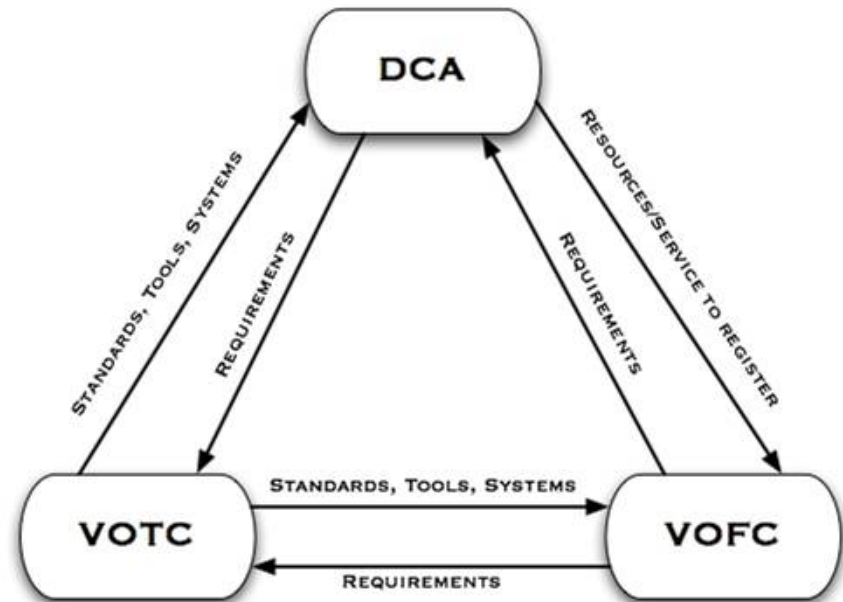 DCA
Standards, Tools, Systems
Requirements
Requirements
Resources/Service to register
VOTC
Standards, Tools, Systems
Requirements
VOFC